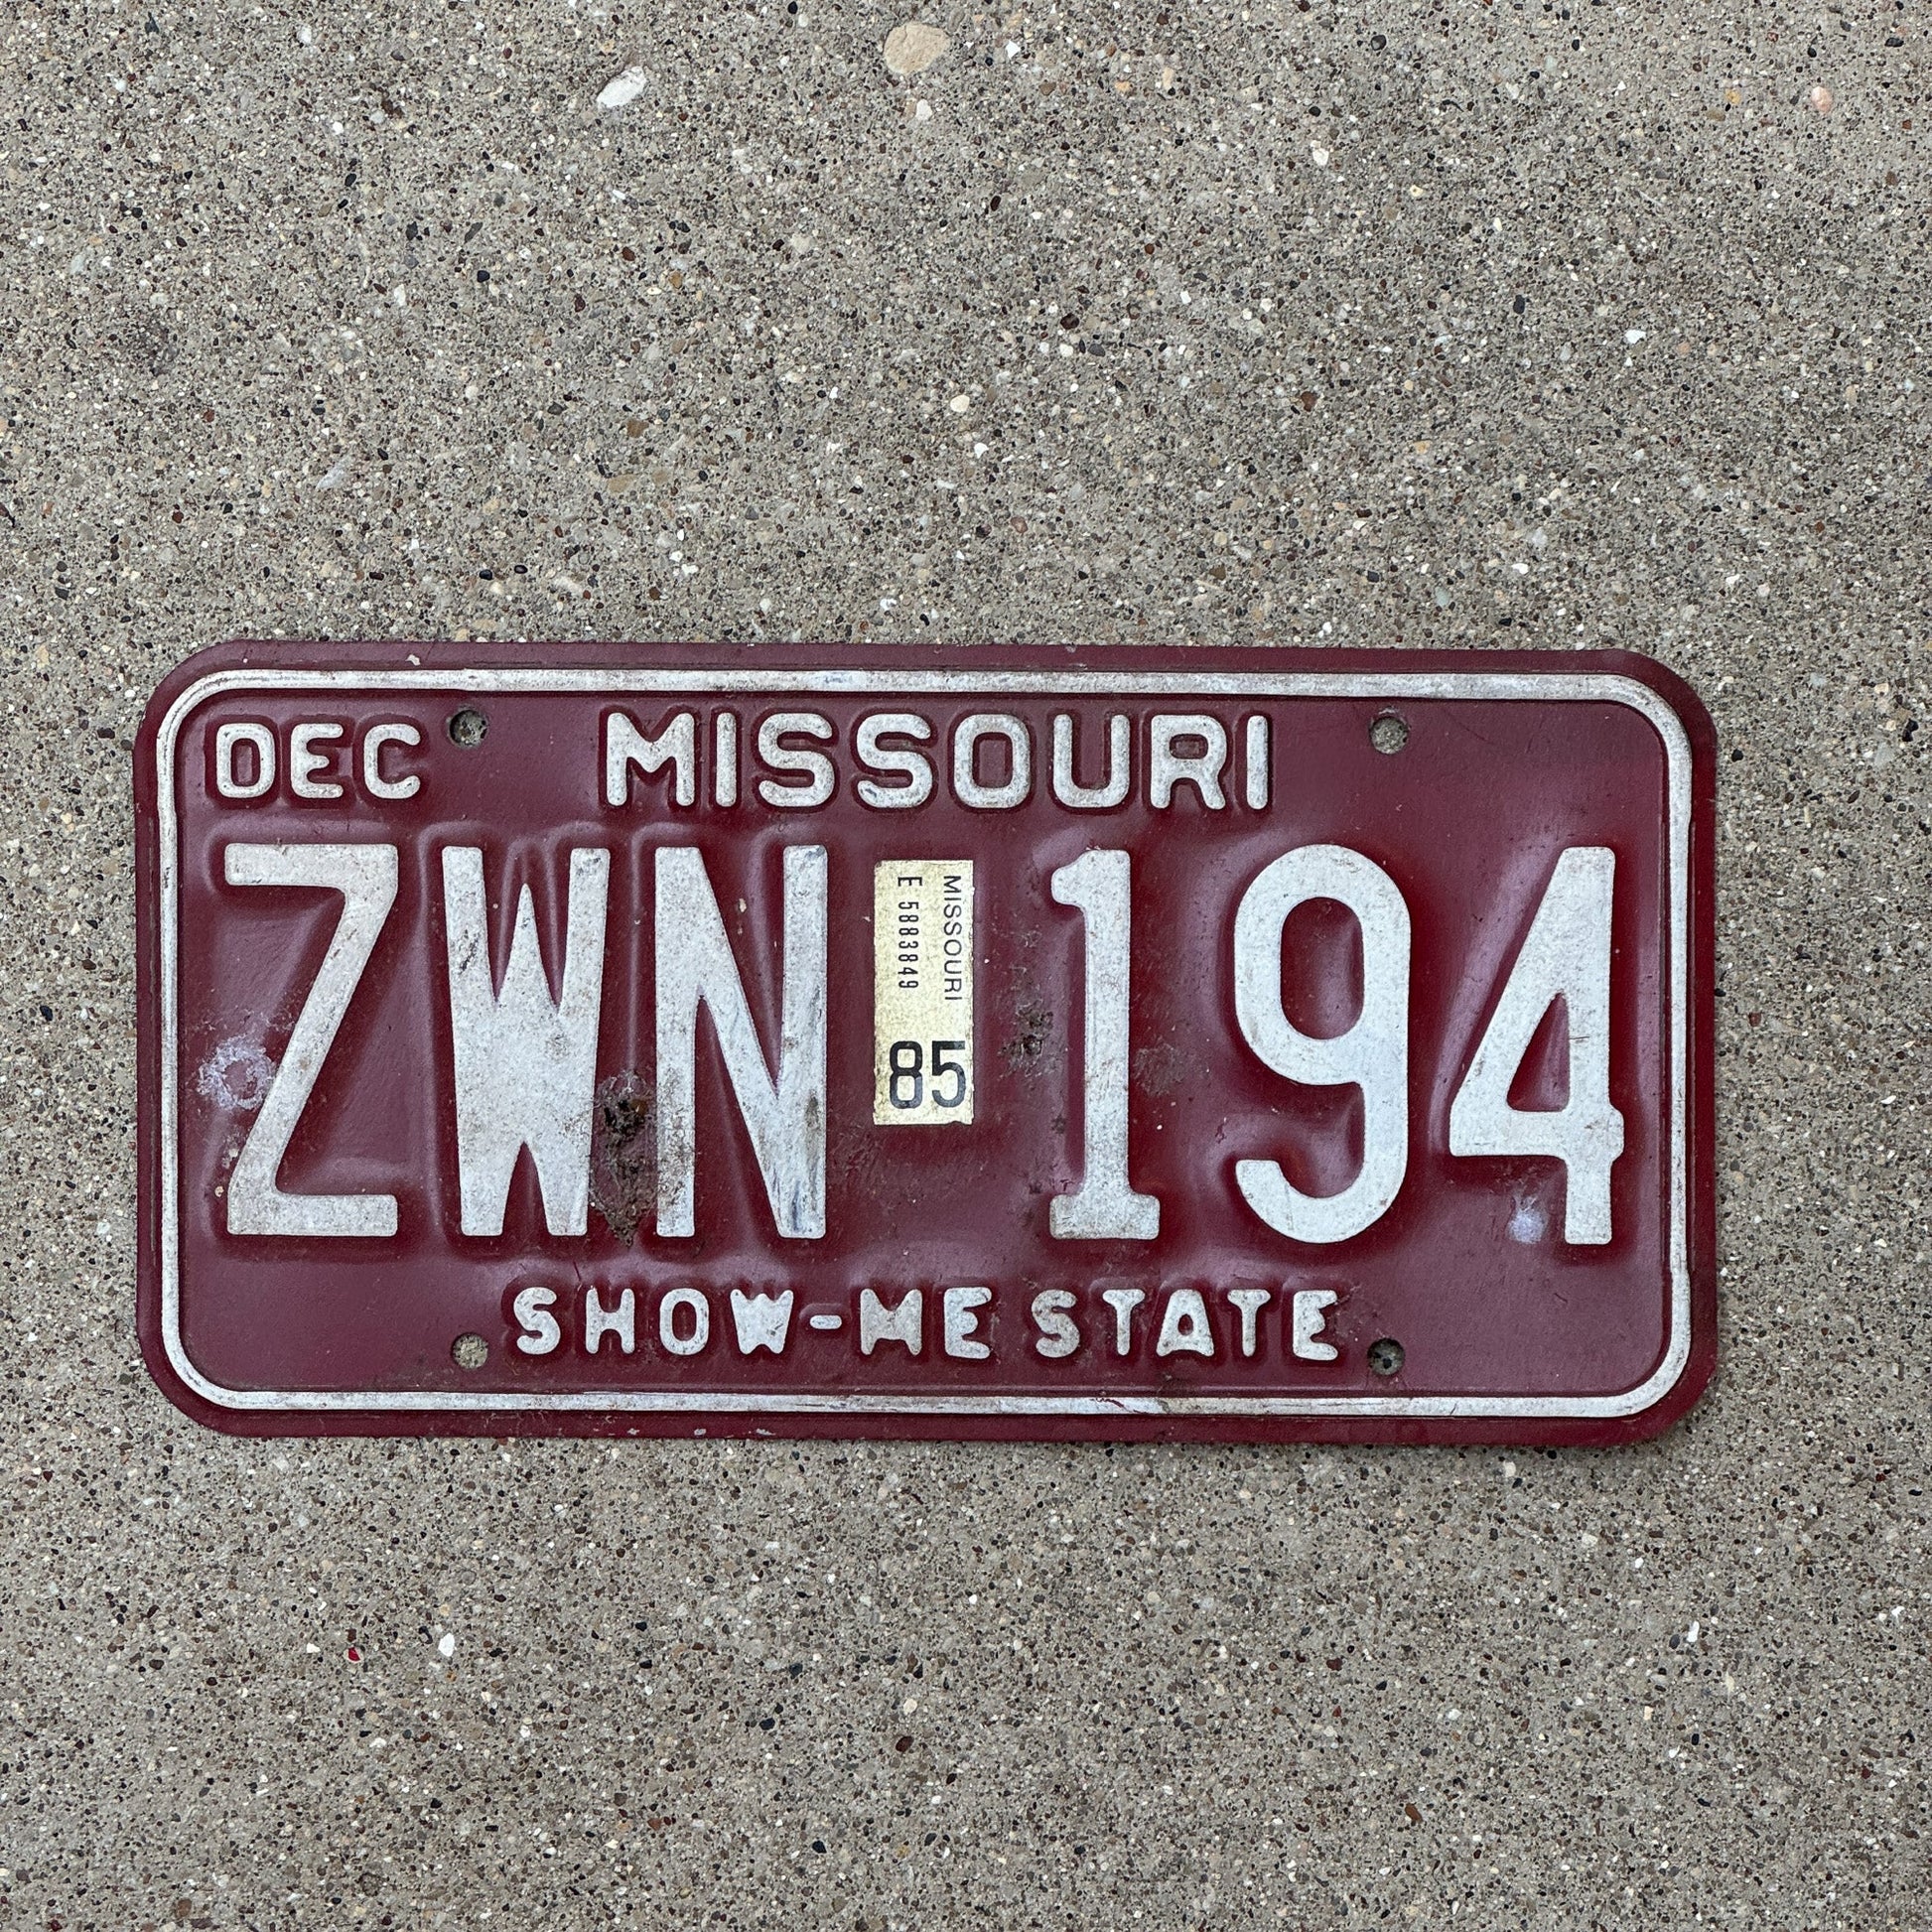 DEC MISSOURI
ZWN 194
MISSOURI
E 5883849
85
SHOW-ME STATE